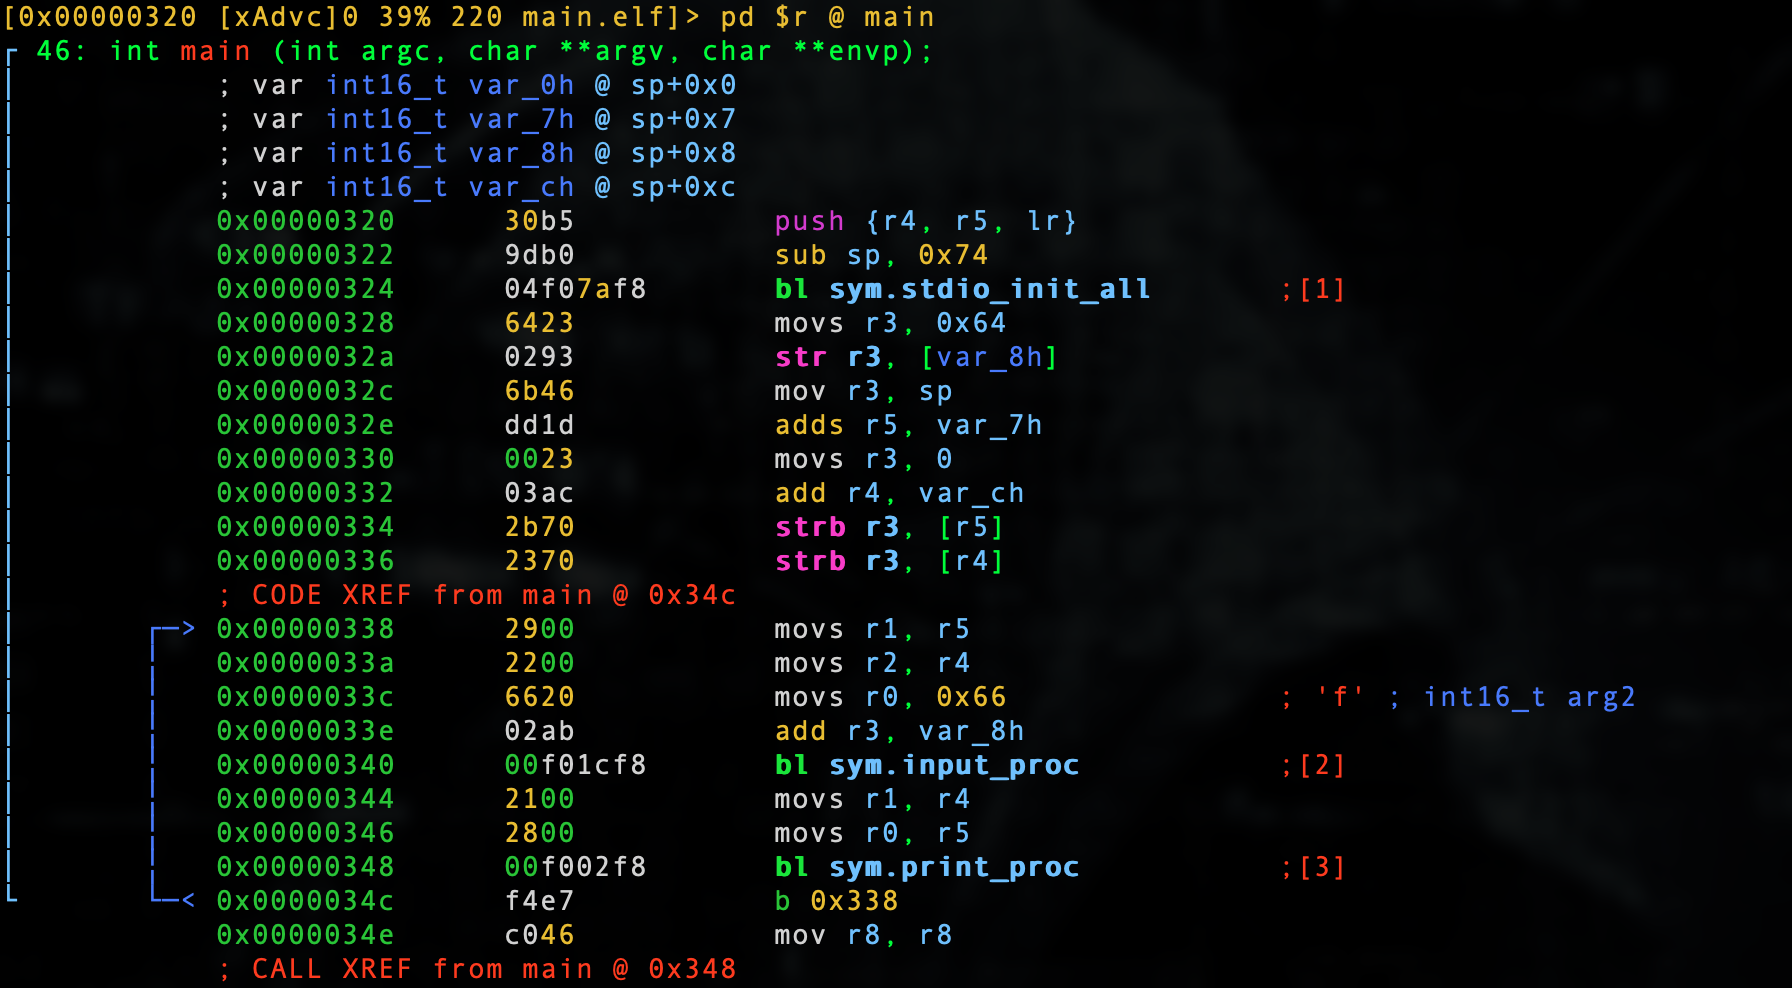 [0x00000320 [xAdvc]0 39% 220 main.elf]> pd $r @ main
46: int main (int argc, char **argv, char **envp);
; var int16_t var_0h @ sp+0x0
; var int16_t var_7h @ sp+0x7
; var int16_t var_8h @ sp+0x8
; var int16_t var_ch @ sp+0xc
0x00000320 30b5 push {r4, r5, lr}
0x00000322 9db0 sub sp, 0x74
0x00000324 04f07af8 bl sym.stdio_init_all ;[1]
0x00000328 6423 movs r3, 0x64
0x0000032a 0293 str r3, [var_8h]
0x0000032c 6b46 mov r3, sp
0x0000032e dd1d adds r5, var_7h
0x00000330 0023 movs r3, 0
0x00000332 03ac add r4, var_ch
0x00000334 2b70 strb r3, [r5]
0x00000336 2370 strb r3, [r4]
; CODE XREF from main @ 0x34c
0x00000338 2900 movs r1, r5
0x0000033a 2200 movs r2, r4
0x0000033c 6620 movs r0, 0x66 ; 'f' ; int16_t arg2
0x0000033e 02ab add r3, var_8h
0x00000340 00f01cf8 bl sym.input_proc ;[2]
0x00000344 2100 movs r1, r4
0x00000346 2800 movs r0, r5
0x00000348 00f002f8 bl sym.print_proc ;[3]
0x0000034c f4e7 b 0x338
0x0000034e c046 mov r8, r8
; CALL XREF from main @ 0x348